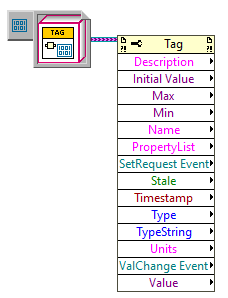 TAG
Tag
Description
Initial Value
Max
Min
Name
PropertyList
SetRequest Event
Stale
Timestamp
Type
TypeString
Units
ValChange Event
Value